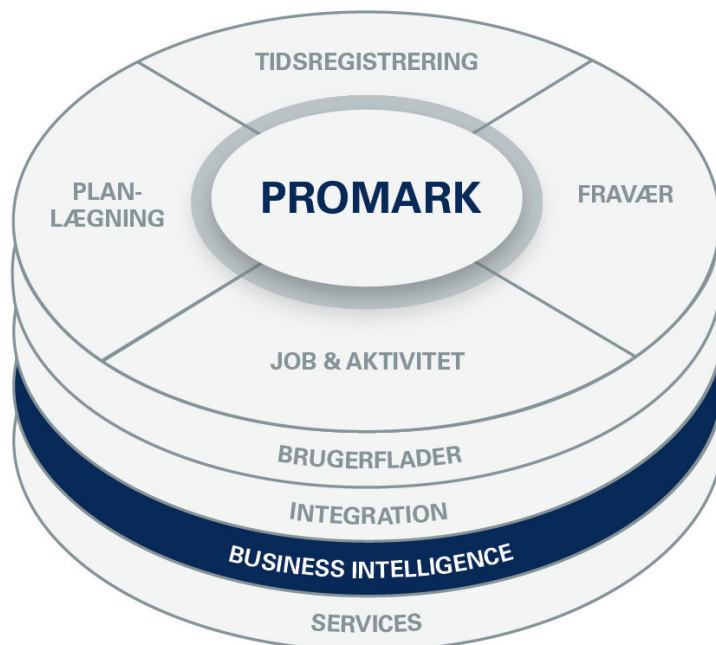 TIDSREGISTRERING
PLAN-
LÆGNING
PROMARK
FRAVÆR
JOB & AKTIVITET
BRUGERFLADER
INTEGRATION
BUSINESS INTELLIGENCE
SERVICES